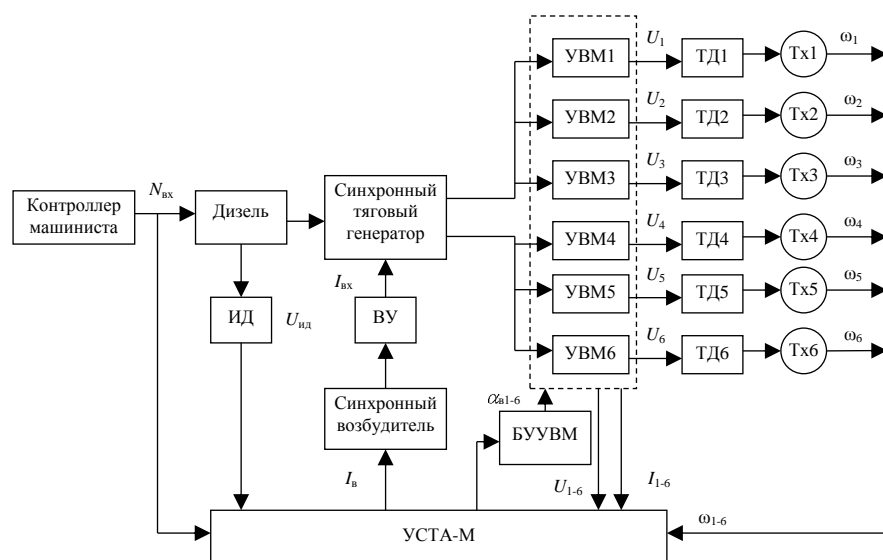 УВМ1
U1
ТД1
Тх1
ω1
УВМ2
U2
ТД2
Тх2
ω2
УВМ3
U3
ТД3
Тх3
ω3
Контроллер
машиниста
Nвх
Дизель
Синхронный
тяговый
генератор
УВМ4
U4
ТД4
Тх4
ω4
УВМ5
U5
ТД5
Тх5
ω5
УВМ6
U6
ТД6
Тх6
ω6
ИД
Uид
Iвх
ВУ
Синхронный
возбудитель
αв1-6
БУУВМ
Iв
U1-6
I1-6
ω1-6
УСТА-М